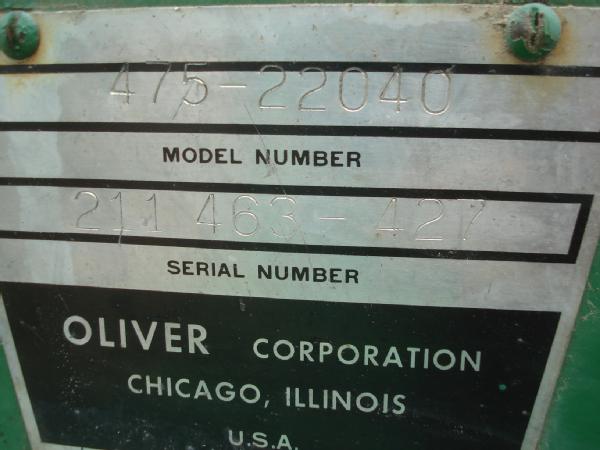 475-22040
MODEL NUMBER
211 463-427
SERIAL NUMBER
OLIVER CORPORATION
CHICAGO, ILLINOIS
U.S.A.